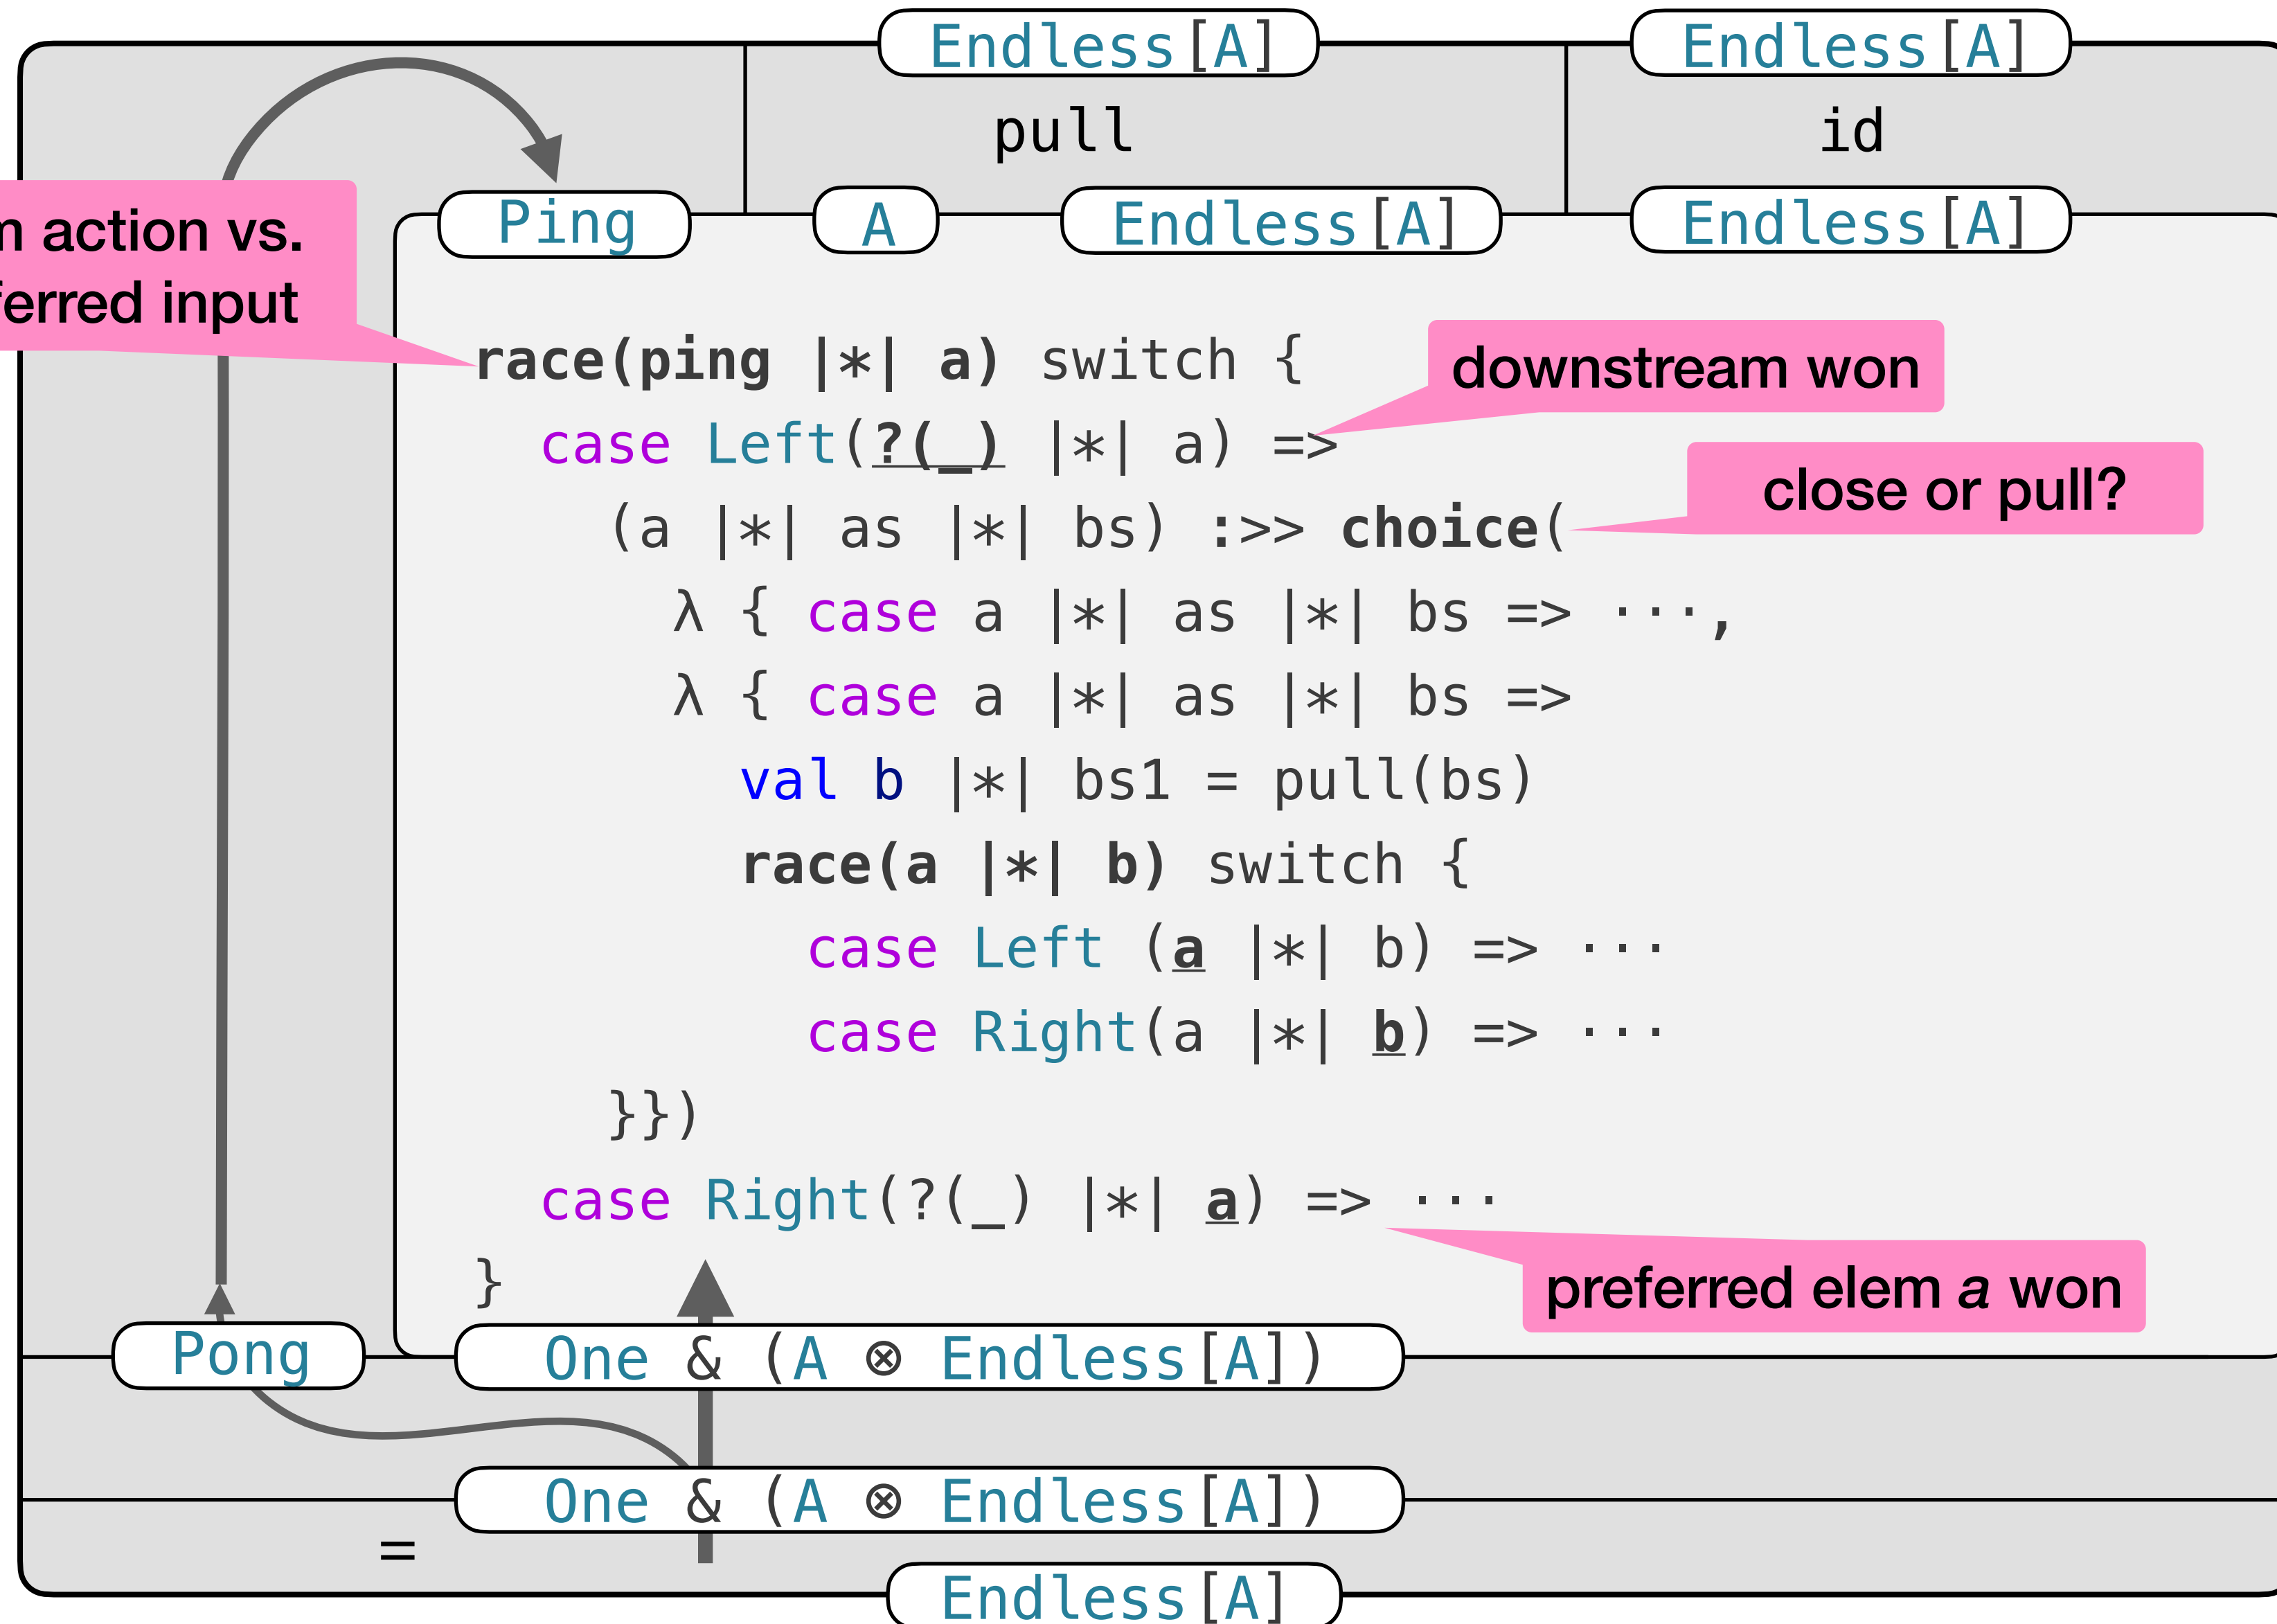 Endless[A]
Endless[A]
pull
id
Ping
A
Endless[A]
Endless[A]
action vs.
input
race(ping |*| a) switch {
downstream won
case Left(?(_) |*| a) =>
close or pull?
(a |*| as |*| bs) :>> choice(
λ { case a |*| as |*| bs => ···,
λ { case a |*| as |*| bs =>
val b |*| bs1 = pull(bs)
race(a |*| b) switch {
case Left (a |*| b) => ···
case Right(a |*| b) => ···
}})
case Right(?(_) |*| a) => ···
}
preferred elem a won
Pong
One & (A ⊗ Endless[A])
One & (A ⊗ Endless[A])
=
Endless[A]